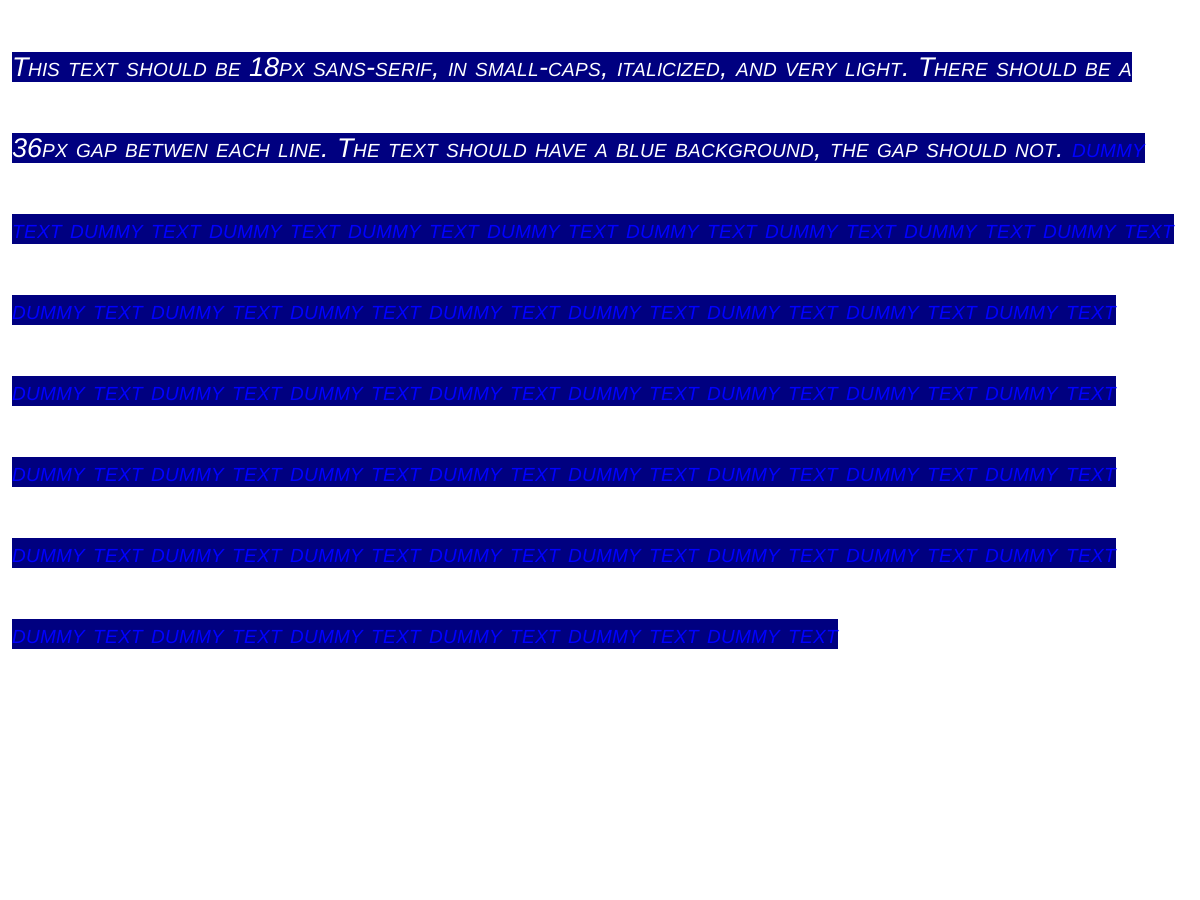 This text should be 18px sans-serif, in small-caps, italicized, and very light. There should be a
36px gap betwen each line. The text should have a blue background, the gap should not. dummy
text dummy text dummy text dummy text dummy text dummy text dummy text dummy text dummy text
dummy text dummy text dummy text dummy text dummy text dummy text dummy text dummy text
dummy text dummy text dummy text dummy text dummy text dummy text dummy text dummy text
dummy text dummy text dummy text dummy text dummy text dummy text dummy text dummy text
dummy text dummy text dummy text dummy text dummy text dummy text dummy text dummy text
dummy text dummy text dummy text dummy text dummy text dummy text